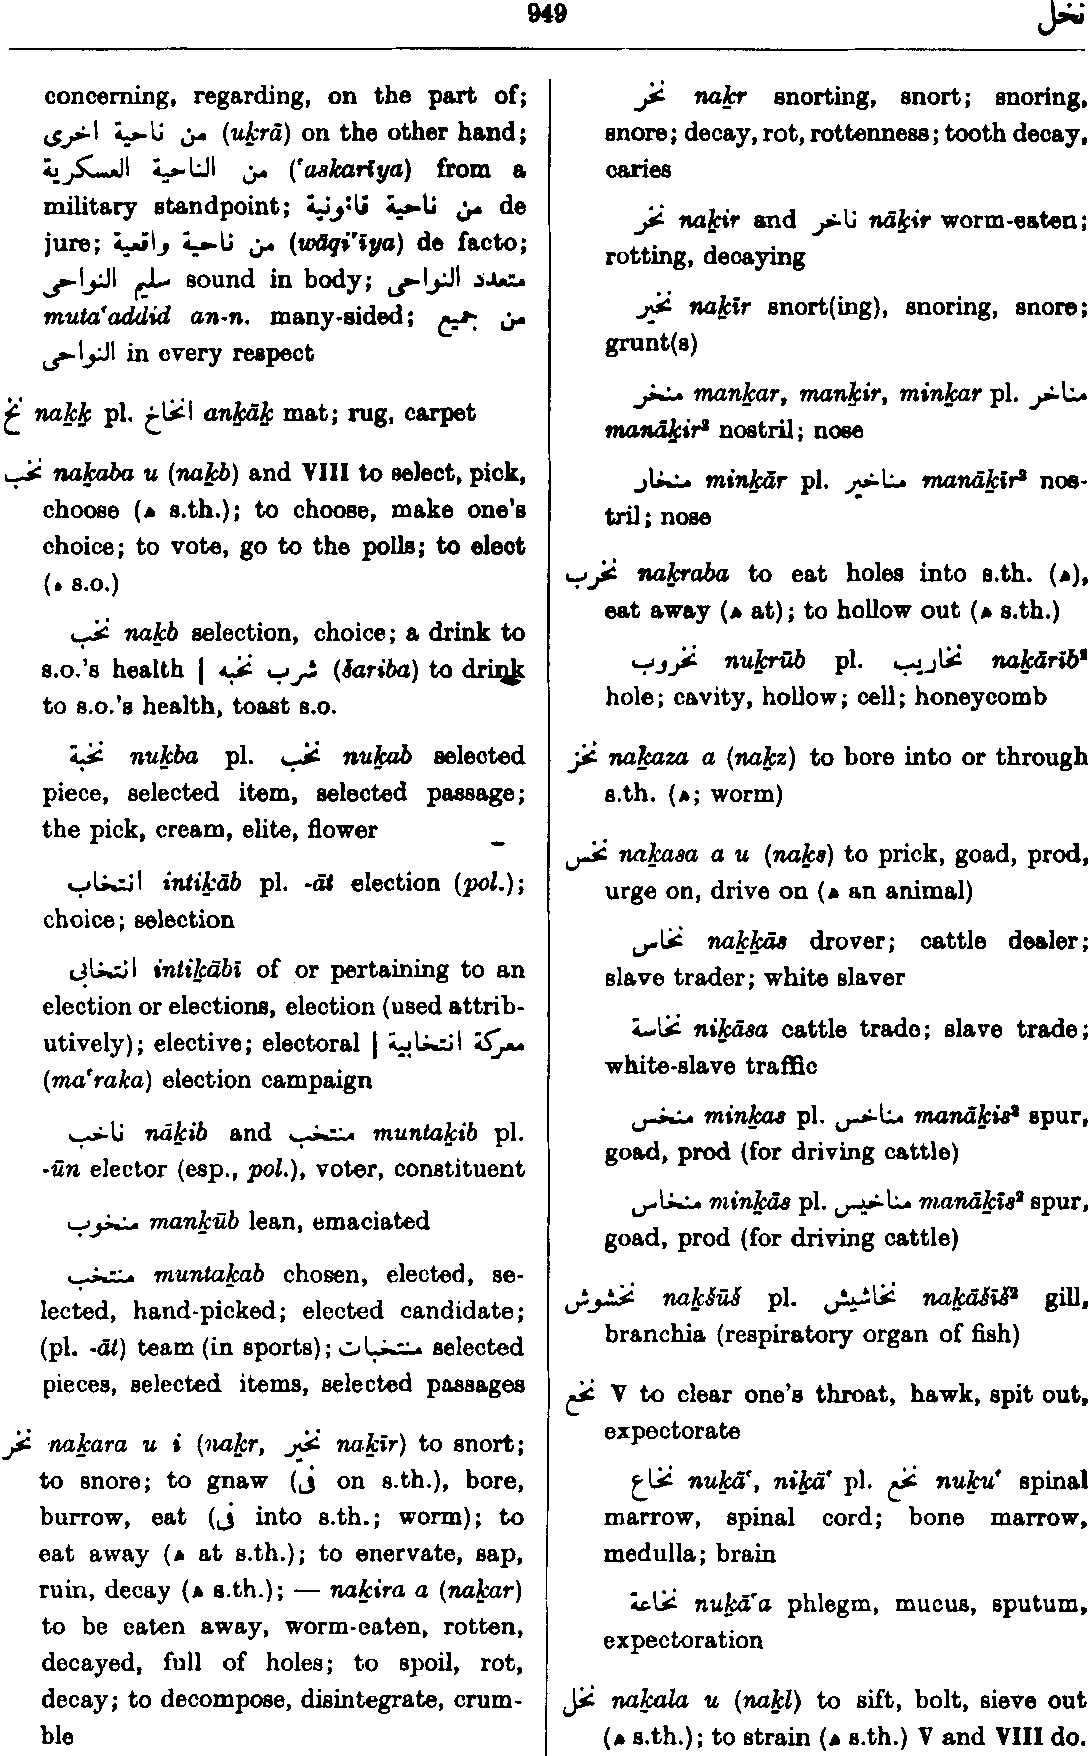 949
نخل
concerning, regarding, on the part of;
من ناحية اخرى (uḵrā) on the other hand;
من الناحية العسكرية (ʿaskarīya) from a
military standpoint; من ناحية قانونية de
jure; من ناحية واقعية (wāqiʿīya) de facto;
سليم النواحى sound in body; متعدد النواحى
mutaʿaddid an-n. many-sided; من جميع
النواحى in every respect
نخ naḵḵ pl. انخاخ anḵāḵ mat; rug, carpet
نخب naḵaba u (naḵb) and VIII to select, pick,
choose (ه s.th.); to choose, make one's
choice; to vote, go to the polls; to elect
(ه s.o.)
نخب naḵb selection, choice; a drink to
s.o.'s health | شرب نخبه (šariba) to drink
to s.o.'s health, toast s.o.
نخبة nuḵba pl. نخب nuḵab selected
piece, selected item, selected passage;
the pick, cream, elite, flower
انتخاب intiḵāb pl. -āt election (pol.);
choice; selection
انتخابى intiḵābī of or pertaining to an
election or elections, election (used attrib-
utively); elective; electoral | معركة انتخابية
(maʿraka) election campaign
ناخب nāḵib and منتخب muntaḵib pl.
-ūn elector (esp., pol.), voter, constituent
منخوب manḵūb lean, emaciated
منتخب muntaḵab chosen, elected, se-
lected, hand-picked; elected candidate;
(pl. -āt) team (in sports); منتخبات selected
pieces, selected items, selected passages
نخر naḵara u i (naḵr, نخير naḵīr) to snort;
to snore; to gnaw (فى on s.th.), bore,
burrow, eat (فى into s.th.; worm); to
eat away (ه at s.th.); to enervate, sap,
ruin, decay (ه s.th.); — naḵira a (naḵar)
to be eaten away, worm-eaten, rotten,
decayed, full of holes; to spoil, rot,
decay; to decompose, disintegrate, crum-
ble
نخر naḵr snorting, snort; snoring,
snore; decay, rot, rottenness; tooth decay,
caries
نخر naḵir and ناخر nāḵir worm-eaten;
rotting, decaying
نخير naḵīr snort(ing), snoring, snore;
grunt(s)
منخر manḵar, manḵir, minḵar pl. مناخر
manāḵir² nostril; nose
منخار minḵār pl. مناخير manāḵīr² nos-
tril; nose
نخرب naḵraba to eat holes into s.th. (ه),
eat away (ه at); to hollow out (ه s.th.)
نخروب nuḵrūb pl. نخاريب naḵārīb²
hole; cavity, hollow; cell; honeycomb
نخز naḵaza a (naḵz) to bore into or through
s.th. (ه; worm)
نخس naḵasa a u (naḵs) to prick, goad, prod,
urge on, drive on (ه an animal)
نخاس naḵḵās drover; cattle dealer;
slave trader; white slaver
نخاسة niḵāsa cattle trade; slave trade;
white-slave traffic
منخس minḵas pl. مناخس manāḵis² spur,
goad, prod (for driving cattle)
منخاس minḵās pl. مناخيس manāḵīs² spur,
goad, prod (for driving cattle)
نخشوش naḵšūš pl. نخاشيش naḵāšīš² gill,
branchia (respiratory organ of fish)
نخع V to clear one's throat, hawk, spit out,
expectorate
نخاع nuḵāʿ, niḵāʿ pl. نخع nuḵuʿ spinal
marrow, spinal cord; bone marrow,
medulla; brain
نخاعة nuḵāʿa phlegm, mucus, sputum,
expectoration
نخل naḵala u (naḵl) to sift, bolt, sieve out
(ه s.th.); to strain (ه s.th.) V and VIII do.